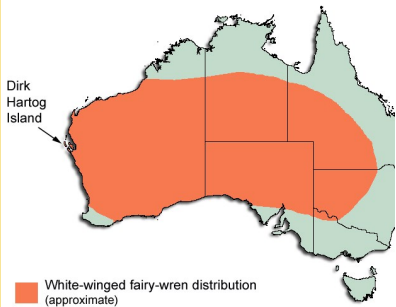 Dirk
Hartog
Island
White-winged fairy-wren distribution
(approximate)